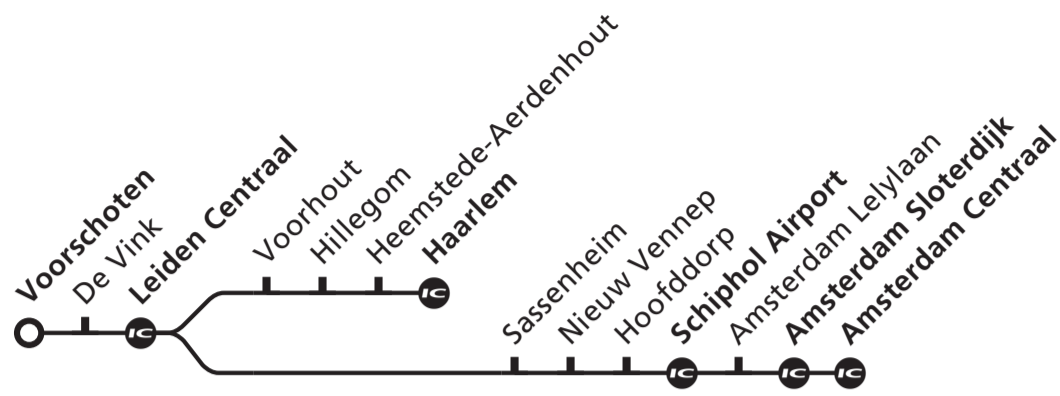 Voorschoten
De Vink
Leiden Centraal
Voorhout
Hillegom
Heemstede-Aerdenhout
Haarlem
Sassenheim
Nieuw Vennep
Hoofddorp
Schiphol Airport
Amsterdam Lelylaan
Amsterdam Sloterdijk
Amsterdam Centraal
IC
IC
IC
IC
IC